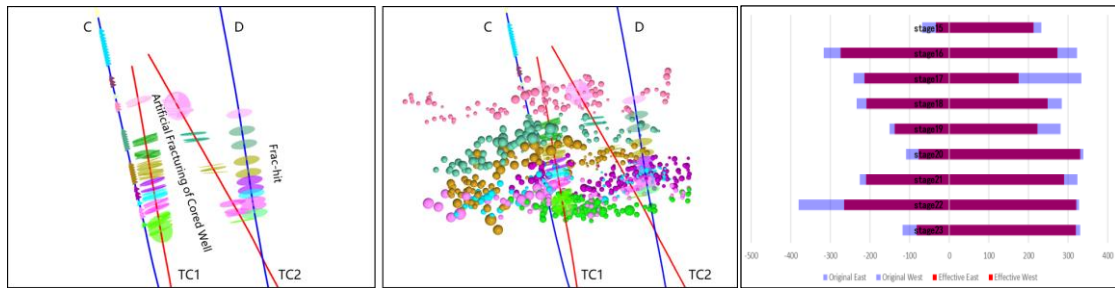 C
D
Artificial Fracturing of Cored Well
Frac-hit
TC1
TC2
C
D
TC1
TC2
stage15
stage16
stage17
stage18
stage19
stage20
stage21
stage22
stage23
-500 -400 -300 -200 -100 0 100 200 300 400
Original East Original West Effective East Effective West